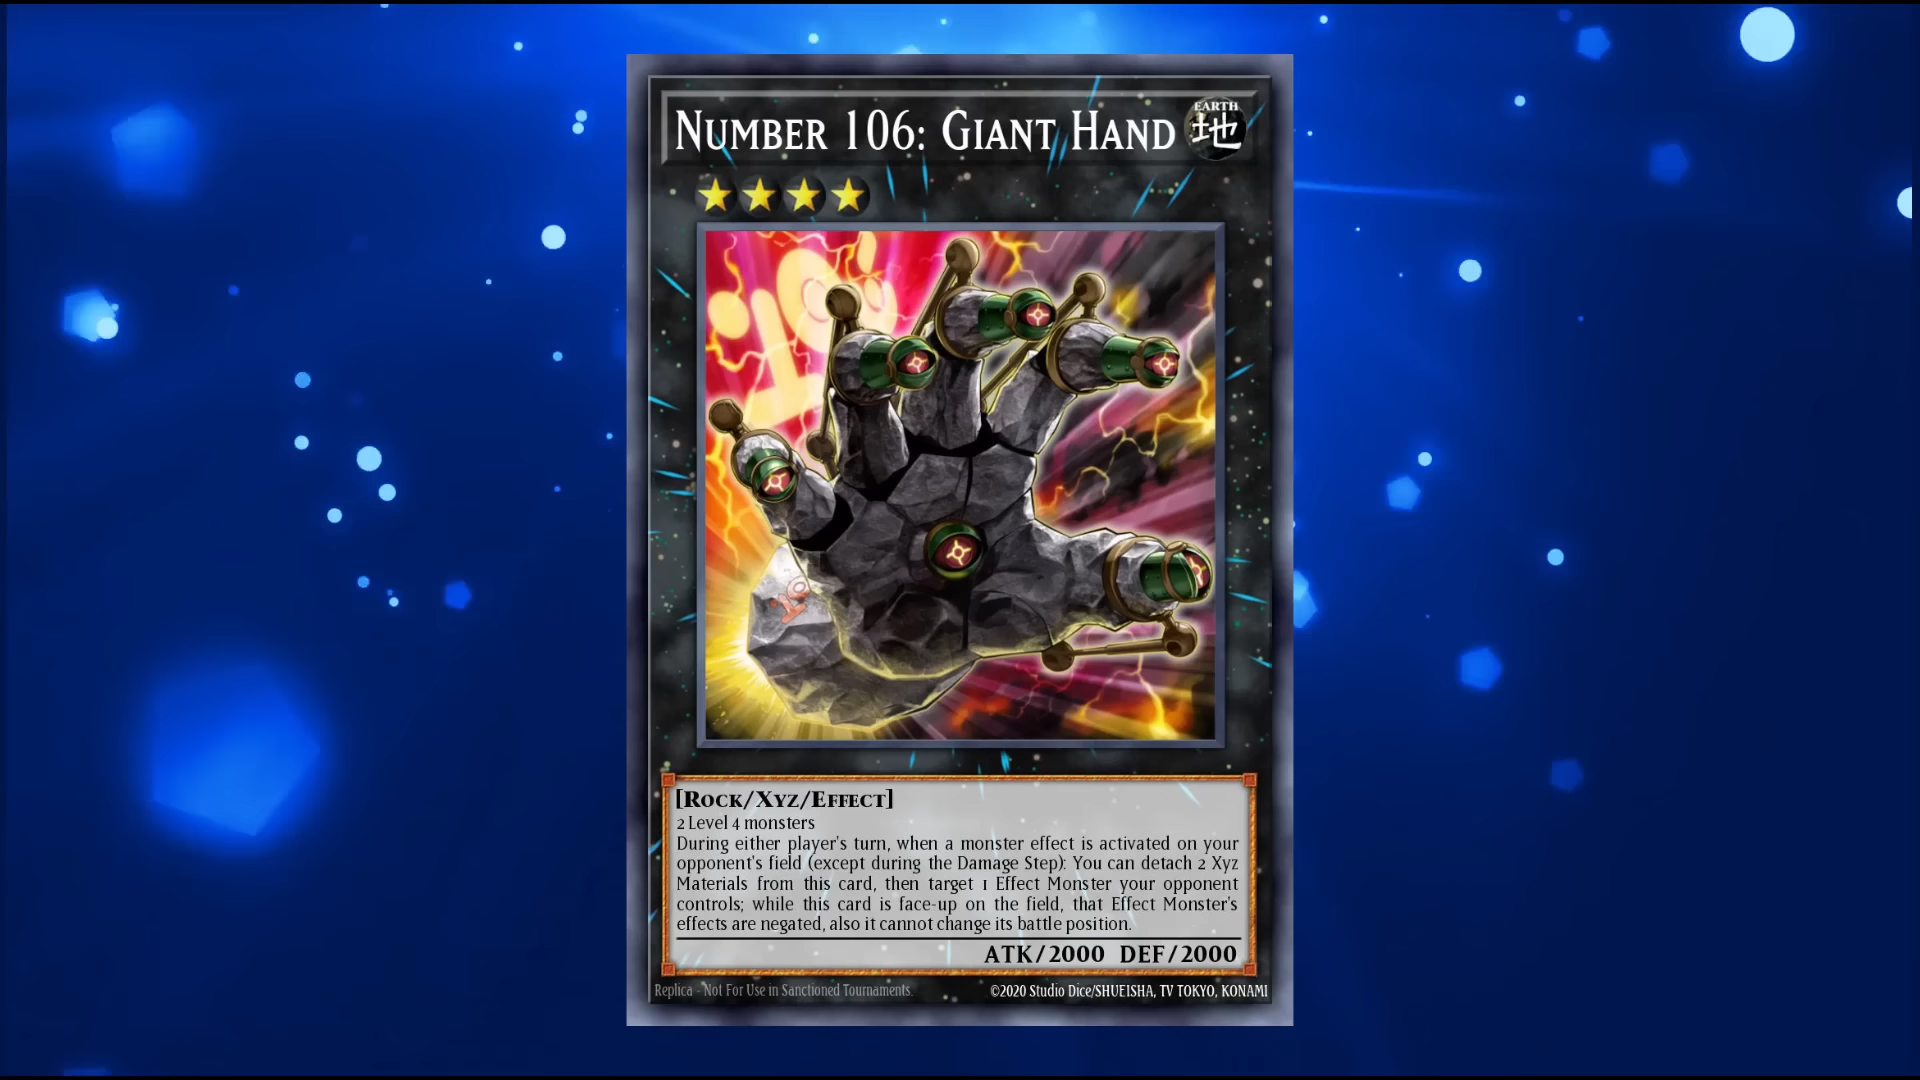 NUMBER 106: GIANT HAND
EARTH
地
106
[ROCK/XYZ/EFFECT]
2 Level 4 monsters
During either player's turn, when a monster effect is activated on your
opponent's field (except during the Damage Step): You can detach 2 Xyz
Materials from this card, then target 1 Effect Monster your opponent
controls; while this card is face-up on the field, that Effect Monster's
effects are negated, also it cannot change its battle position.
ATK/2000 DEF/2000
Replica - Not For Use in Sanctioned Tournaments.
©2020 Studio Dice/SHUEISHA, TV TOKYO, KONAMI